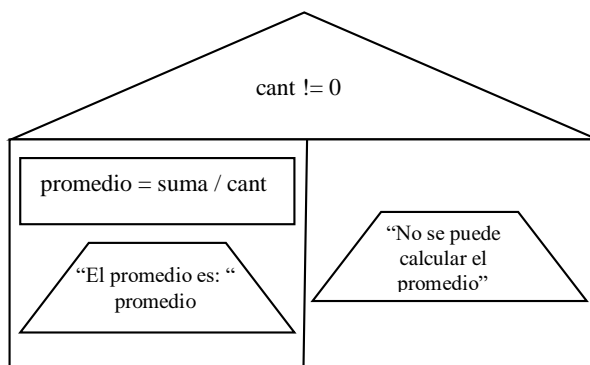 cant != 0
promedio = suma / cant
“El promedio es: “
promedio
“No se puede
calcular el
promedio”